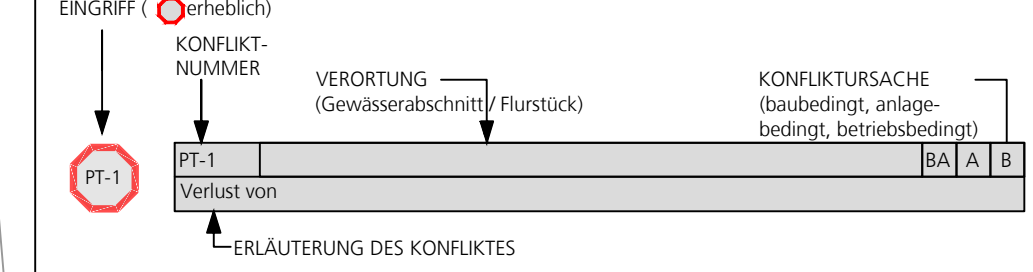 EINGRIFF ( erheblich)
KONFLIKT-
NUMMER
VERORTUNG
(Gewässerabschnitt / Flurstück)
KONFLIKTURSACHE
(baubedingt, anlage-
bedingt, betriebsbedingt)
PT-1
PT-1 BA A B
Verlust von
ERLÄUTERUNG DES KONFLIKTES